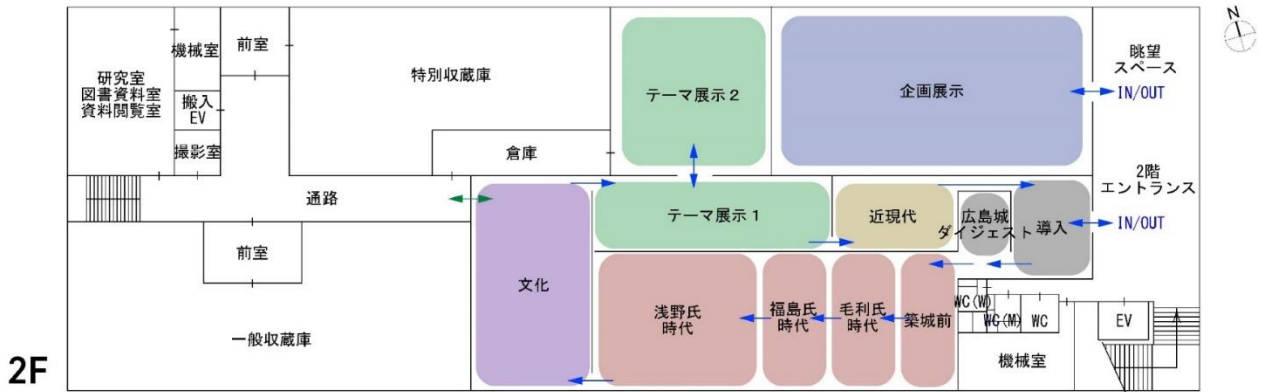 N
機械室
前室
研究室
図書資料室
資料閲覧室
搬入
EV
撮影室
特別収蔵庫
倉庫
テーマ展示2
企画展示
眺望
スペース
IN/OUT
通路
テーマ展示1
近現代
広島城
ダイジェスト
導入
2階
エントランス
IN/OUT
前室
文化
浅野氏
時代
福島氏
時代
毛利氏
時代
築城前
WC(W)
WC(M)
WC
EV
機械室
一般収蔵庫
2F